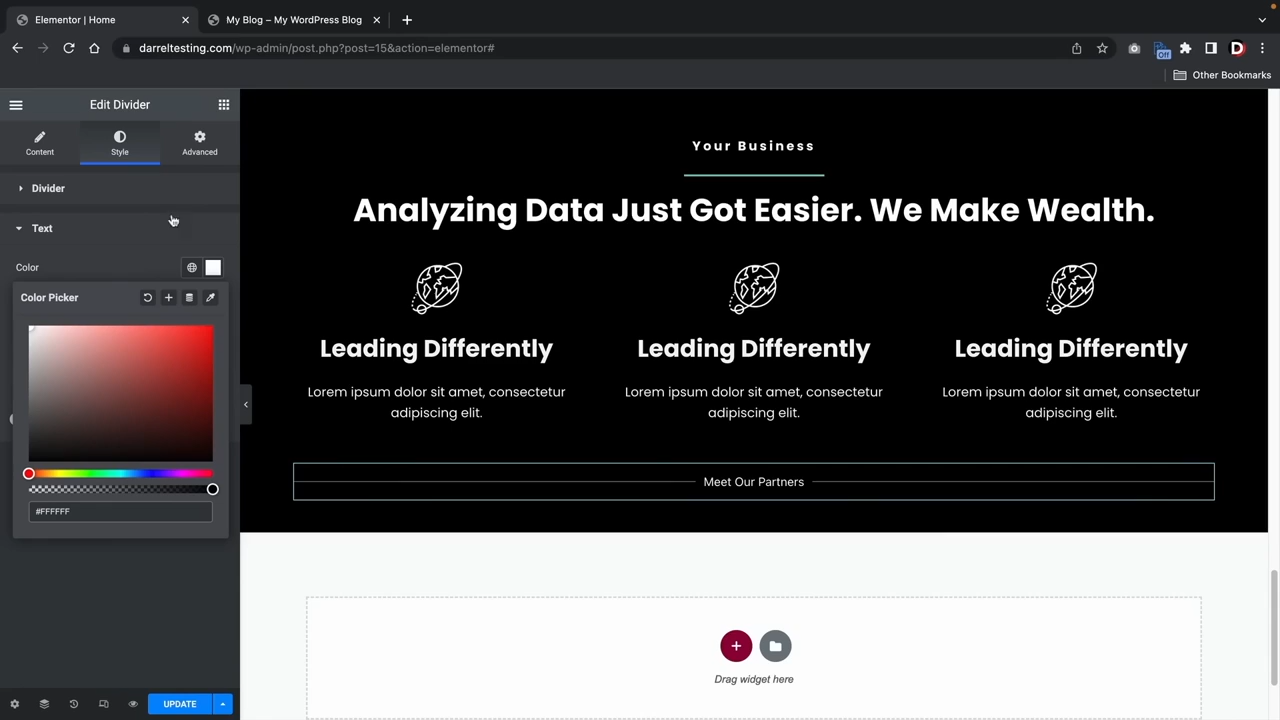 Elementor | Home
My Blog – My WordPress Blog
darreltesting.com/wp-admin/post.php?post=15&action=elementor#
Off
D
Other Bookmarks
Edit Divider
Content
Style
Advanced
Divider
Text
Color
Color Picker
#FFFFFF
UPDATE
Your Business
Analyzing Data Just Got Easier. We Make Wealth.
Leading Differently
Leading Differently
Leading Differently
Lorem ipsum dolor sit amet, consectetur
adipiscing elit.
Lorem ipsum dolor sit amet, consectetur
adipiscing elit.
Lorem ipsum dolor sit amet, consectetur
adipiscing elit.
Meet Our Partners
Drag widget here